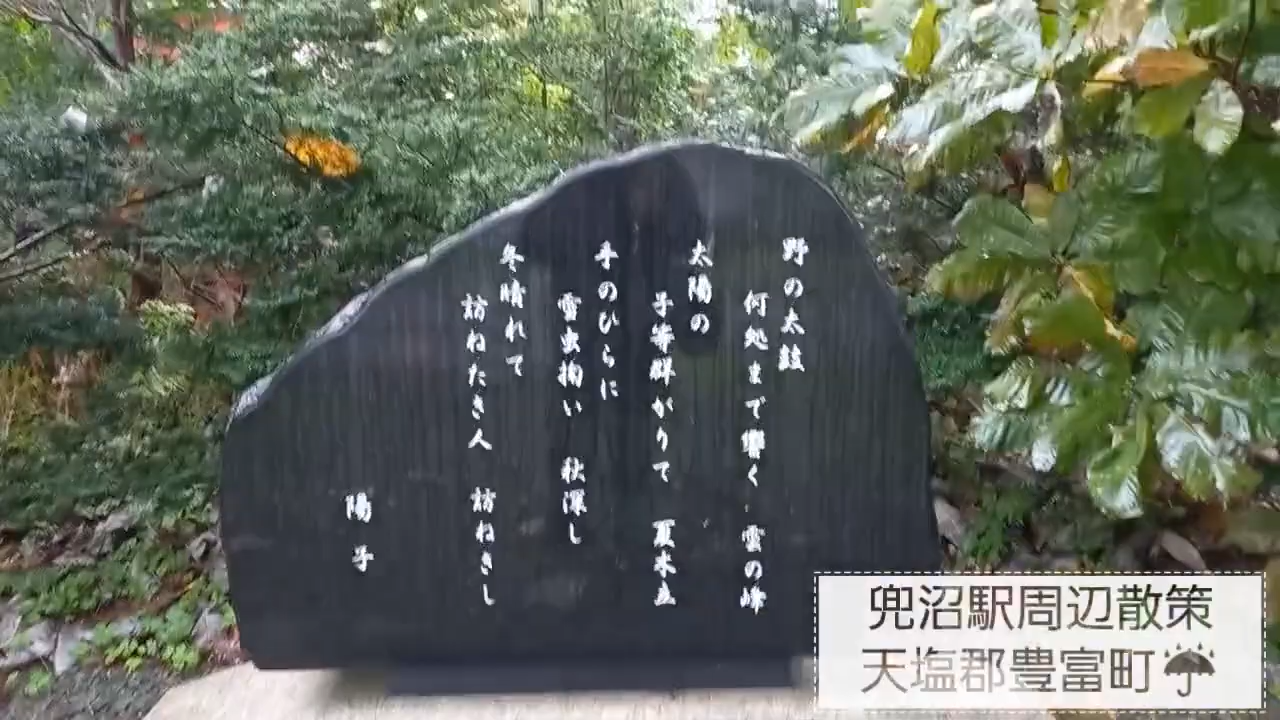 野の太鼓
何処まで響く 雲の峰
太陽の
子等群がりて 夏木立
手のひらに
雪虫掬い 秋深し
冬晴れて
訪ねたき人 訪ねきし
陽子
兜沼駅周辺散策
天塩郡豊富町☂